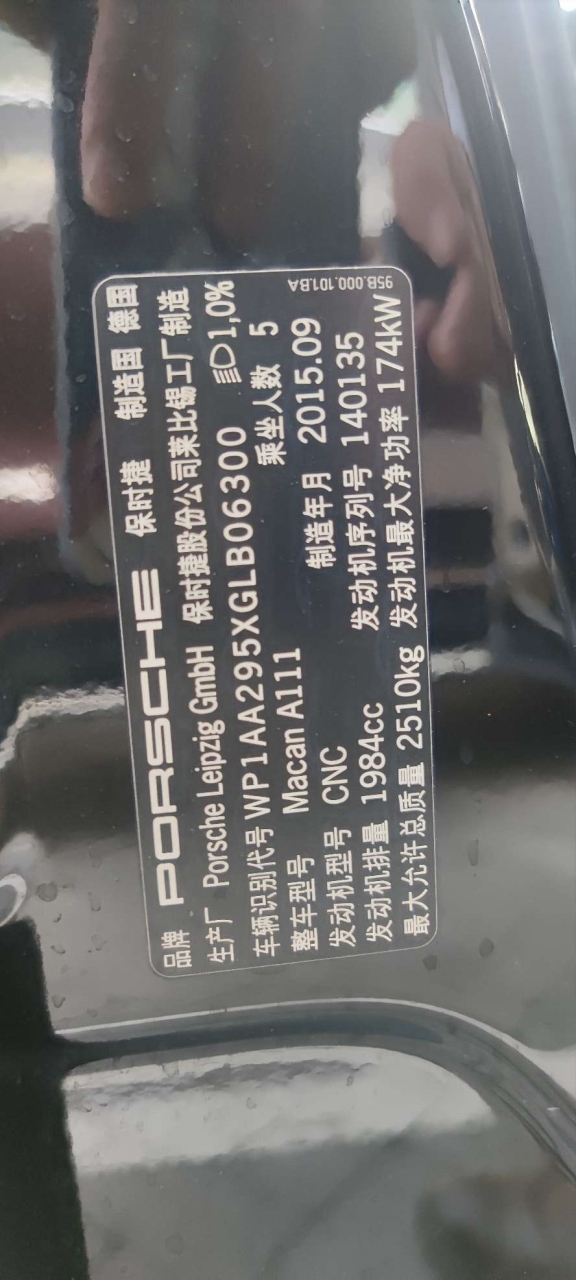 95B.000.101.BA
品牌 PORSCHE 保时捷 制造国 德国
生产厂 Porsche Leipzig GmbH 保时捷股份公司莱比锡工厂制造
车辆识别代号 WP1AA295XGLB06300 1,0%
整车型号 Macan A111 乘坐人数 5
发动机型号 CNC 制造年月 2015.09
发动机排量 1984cc 发动机序列号 140135
最大允许总质量 2510kg 发动机最大净功率 174kW